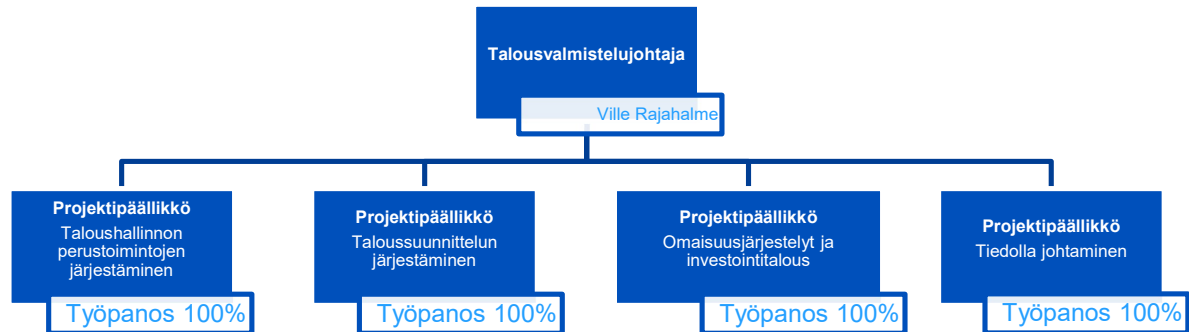 Talousvalmistelujohtaja
Ville Rajahalme
Projektipäällikkö
Taloushallinnon
perustoimintojen
järjestäminen
Työpanos 100%
Projektipäällikkö
Taloussuunnittelun
järjestäminen
Työpanos 100%
Projektipäällikkö
Omaisuusjärjestelyt ja
investointitalous
Työpanos 100%
Projektipäällikkö
Tiedolla johtaminen
Työpanos 100%